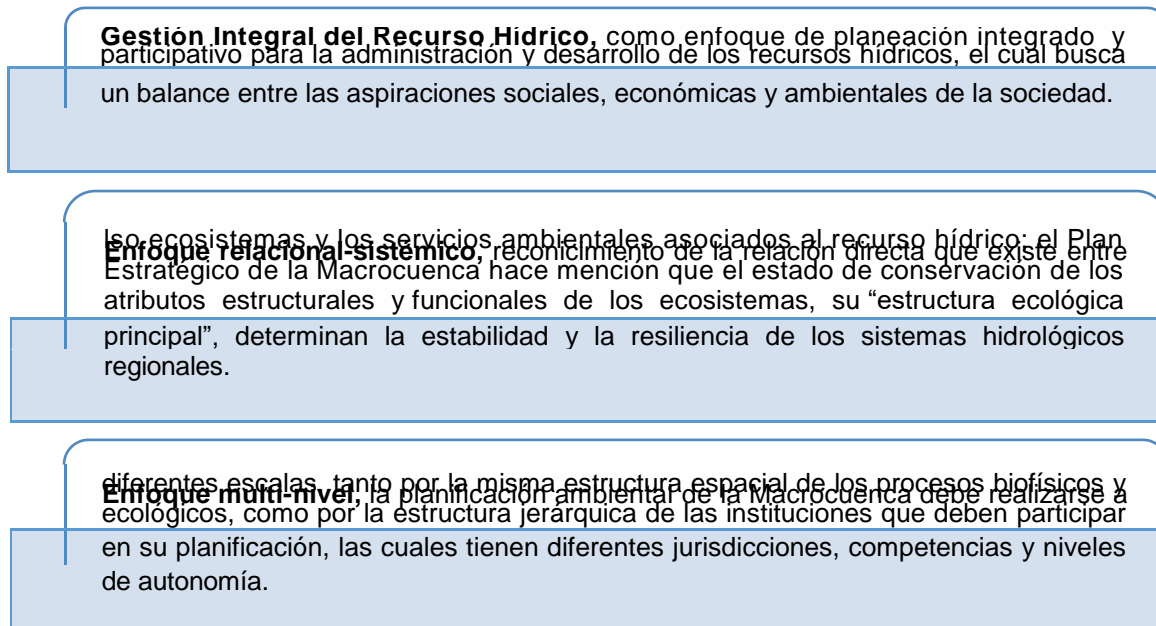 Gestión Integral del Recurso Hídrico, como enfoque de planeación integrado y
participativo para la administración y desarrollo de los recursos hídricos, el cual busca
un balance entre las aspiraciones sociales, económicas y ambientales de la sociedad.
Enfoque relacional-sistémico, reconicimiento de la relación directa que existe entre
lso ecosistemas y los servicios ambientales asociados al recurso hídrico; el Plan
Estratégico de la Macrocuenca hace mención que el estado de conservación de los
atributos estructurales y funcionales de los ecosistemas, su “estructura ecológica
principal”, determinan la estabilidad y la resiliencia de los sistemas hidrológicos
regionales.
Enfoque multi-nivel, la planificación ambiental de la Macrocuenca debe realizarse a
diferentes escalas, tanto por la misma estructura espacial de los procesos biofísicos y
ecológicos, como por la estructura jerárquica de las instituciones que deben participar
en su planificación, las cuales tienen diferentes jurisdicciones, competencias y niveles
de autonomía.